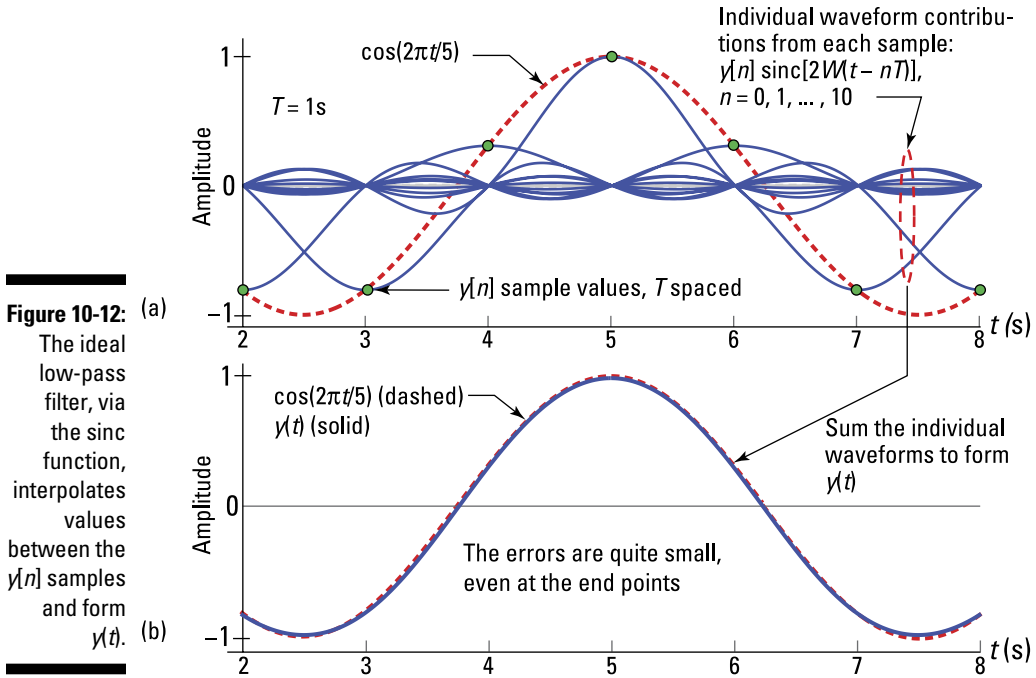 Individual waveform contribu-
tions from each sample:
y[n] sinc[2W(t – nT)],
n = 0, 1, ... , 10
cos(2πt/5)
T = 1s
Amplitude
1
0
−1
y[n] sample values, T spaced
2 3 4 5 6 7 8
t (s)
(a)
Figure 10-12:
The ideal
low-pass
filter, via
the sinc
function,
interpolates
values
between the
y[n] samples
and form
y(t).
Amplitude
1
0
−1
cos(2πt/5) (dashed)
y(t) (solid)
Sum the individual
waveforms to form
y(t)
The errors are quite small,
even at the end points
2 3 4 5 6 7 8
t (s)
(b)